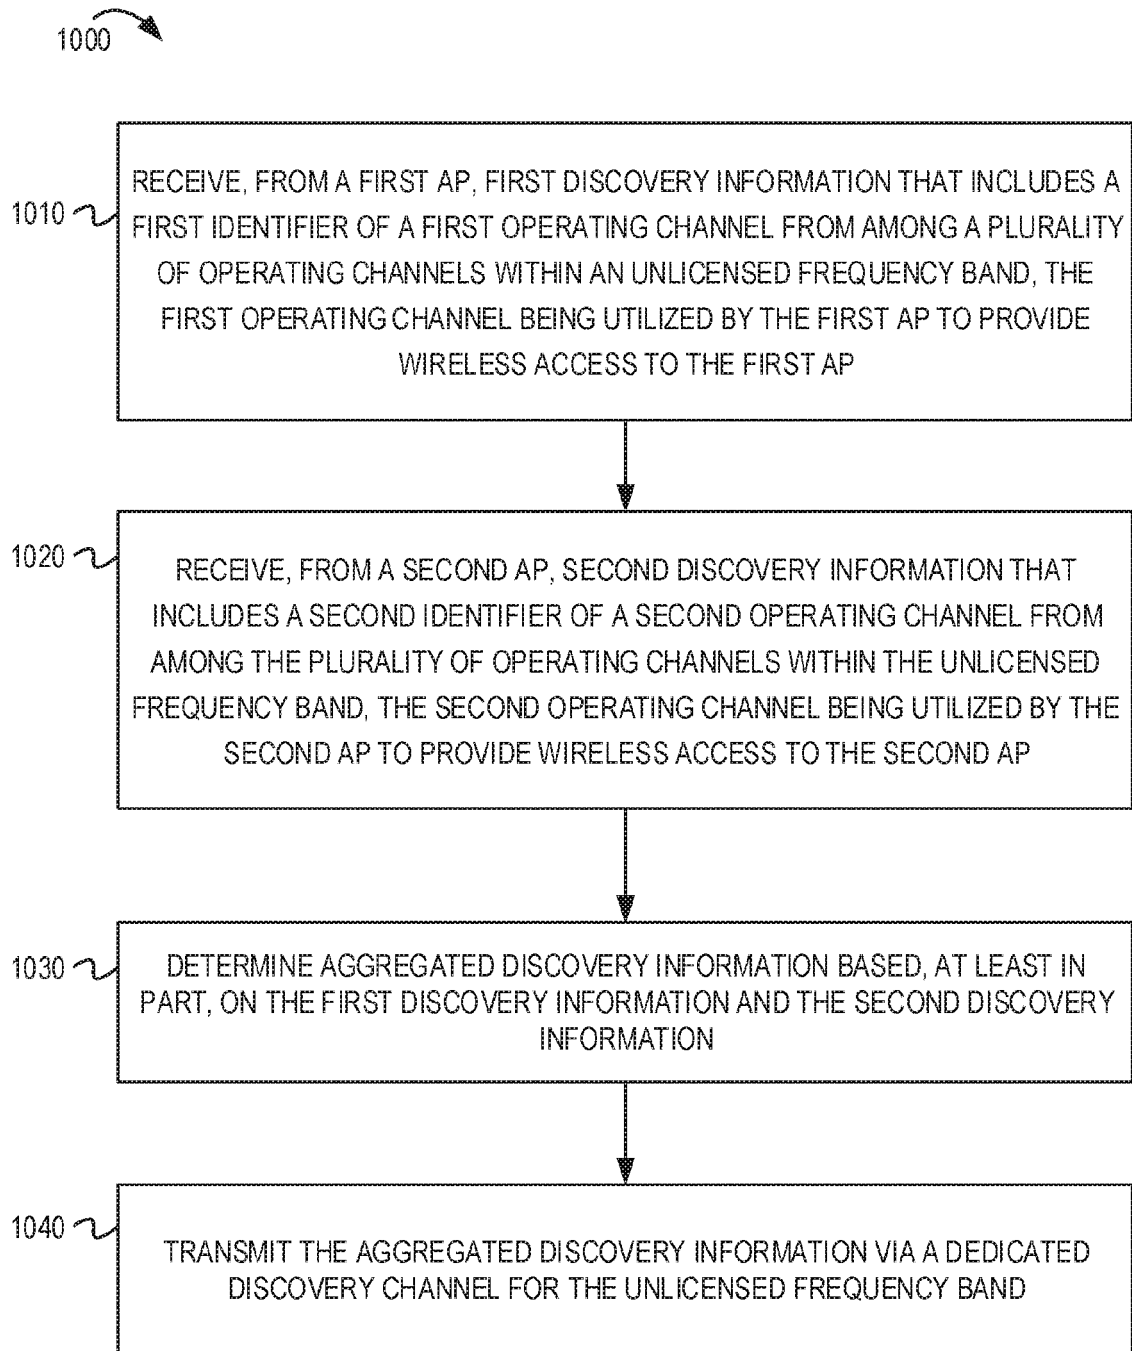 1000
1010
RECEIVE, FROM A FIRST AP, FIRST DISCOVERY INFORMATION THAT INCLUDES A
FIRST IDENTIFIER OF A FIRST OPERATING CHANNEL FROM AMONG A PLURALITY
OF OPERATING CHANNELS WITHIN AN UNLICENSED FREQUENCY BAND, THE
FIRST OPERATING CHANNEL BEING UTILIZED BY THE FIRST AP TO PROVIDE
WIRELESS ACCESS TO THE FIRST AP
1020
RECEIVE, FROM A SECOND AP, SECOND DISCOVERY INFORMATION THAT
INCLUDES A SECOND IDENTIFIER OF A SECOND OPERATING CHANNEL FROM
AMONG THE PLURALITY OF OPERATING CHANNELS WITHIN THE UNLICENSED
FREQUENCY BAND, THE SECOND OPERATING CHANNEL BEING UTILIZED BY THE
SECOND AP TO PROVIDE WIRELESS ACCESS TO THE SECOND AP
1030
DETERMINE AGGREGATED DISCOVERY INFORMATION BASED, AT LEAST IN
PART, ON THE FIRST DISCOVERY INFORMATION AND THE SECOND DISCOVERY
INFORMATION
1040
TRANSMIT THE AGGREGATED DISCOVERY INFORMATION VIA A DEDICATED
DISCOVERY CHANNEL FOR THE UNLICENSED FREQUENCY BAND